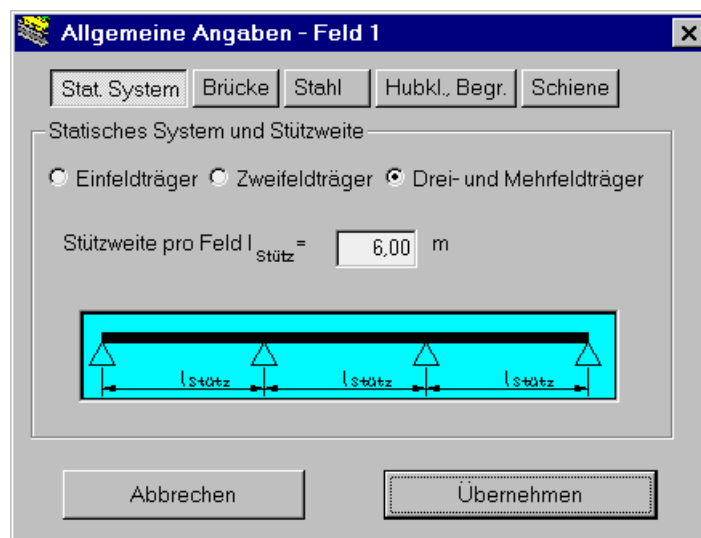 Allgemeine Angaben - Feld 1
Stat. System Brücke Stahl Hubkl., Begr. Schiene
Statisches System und Stützweite
Einfeldträger Zweifeldträger Drei- und Mehrfeldträger
Stützweite pro Feld l Stütz = 6,00 m
l Stütz l Stütz l Stütz
Abbrechen Übernehmen